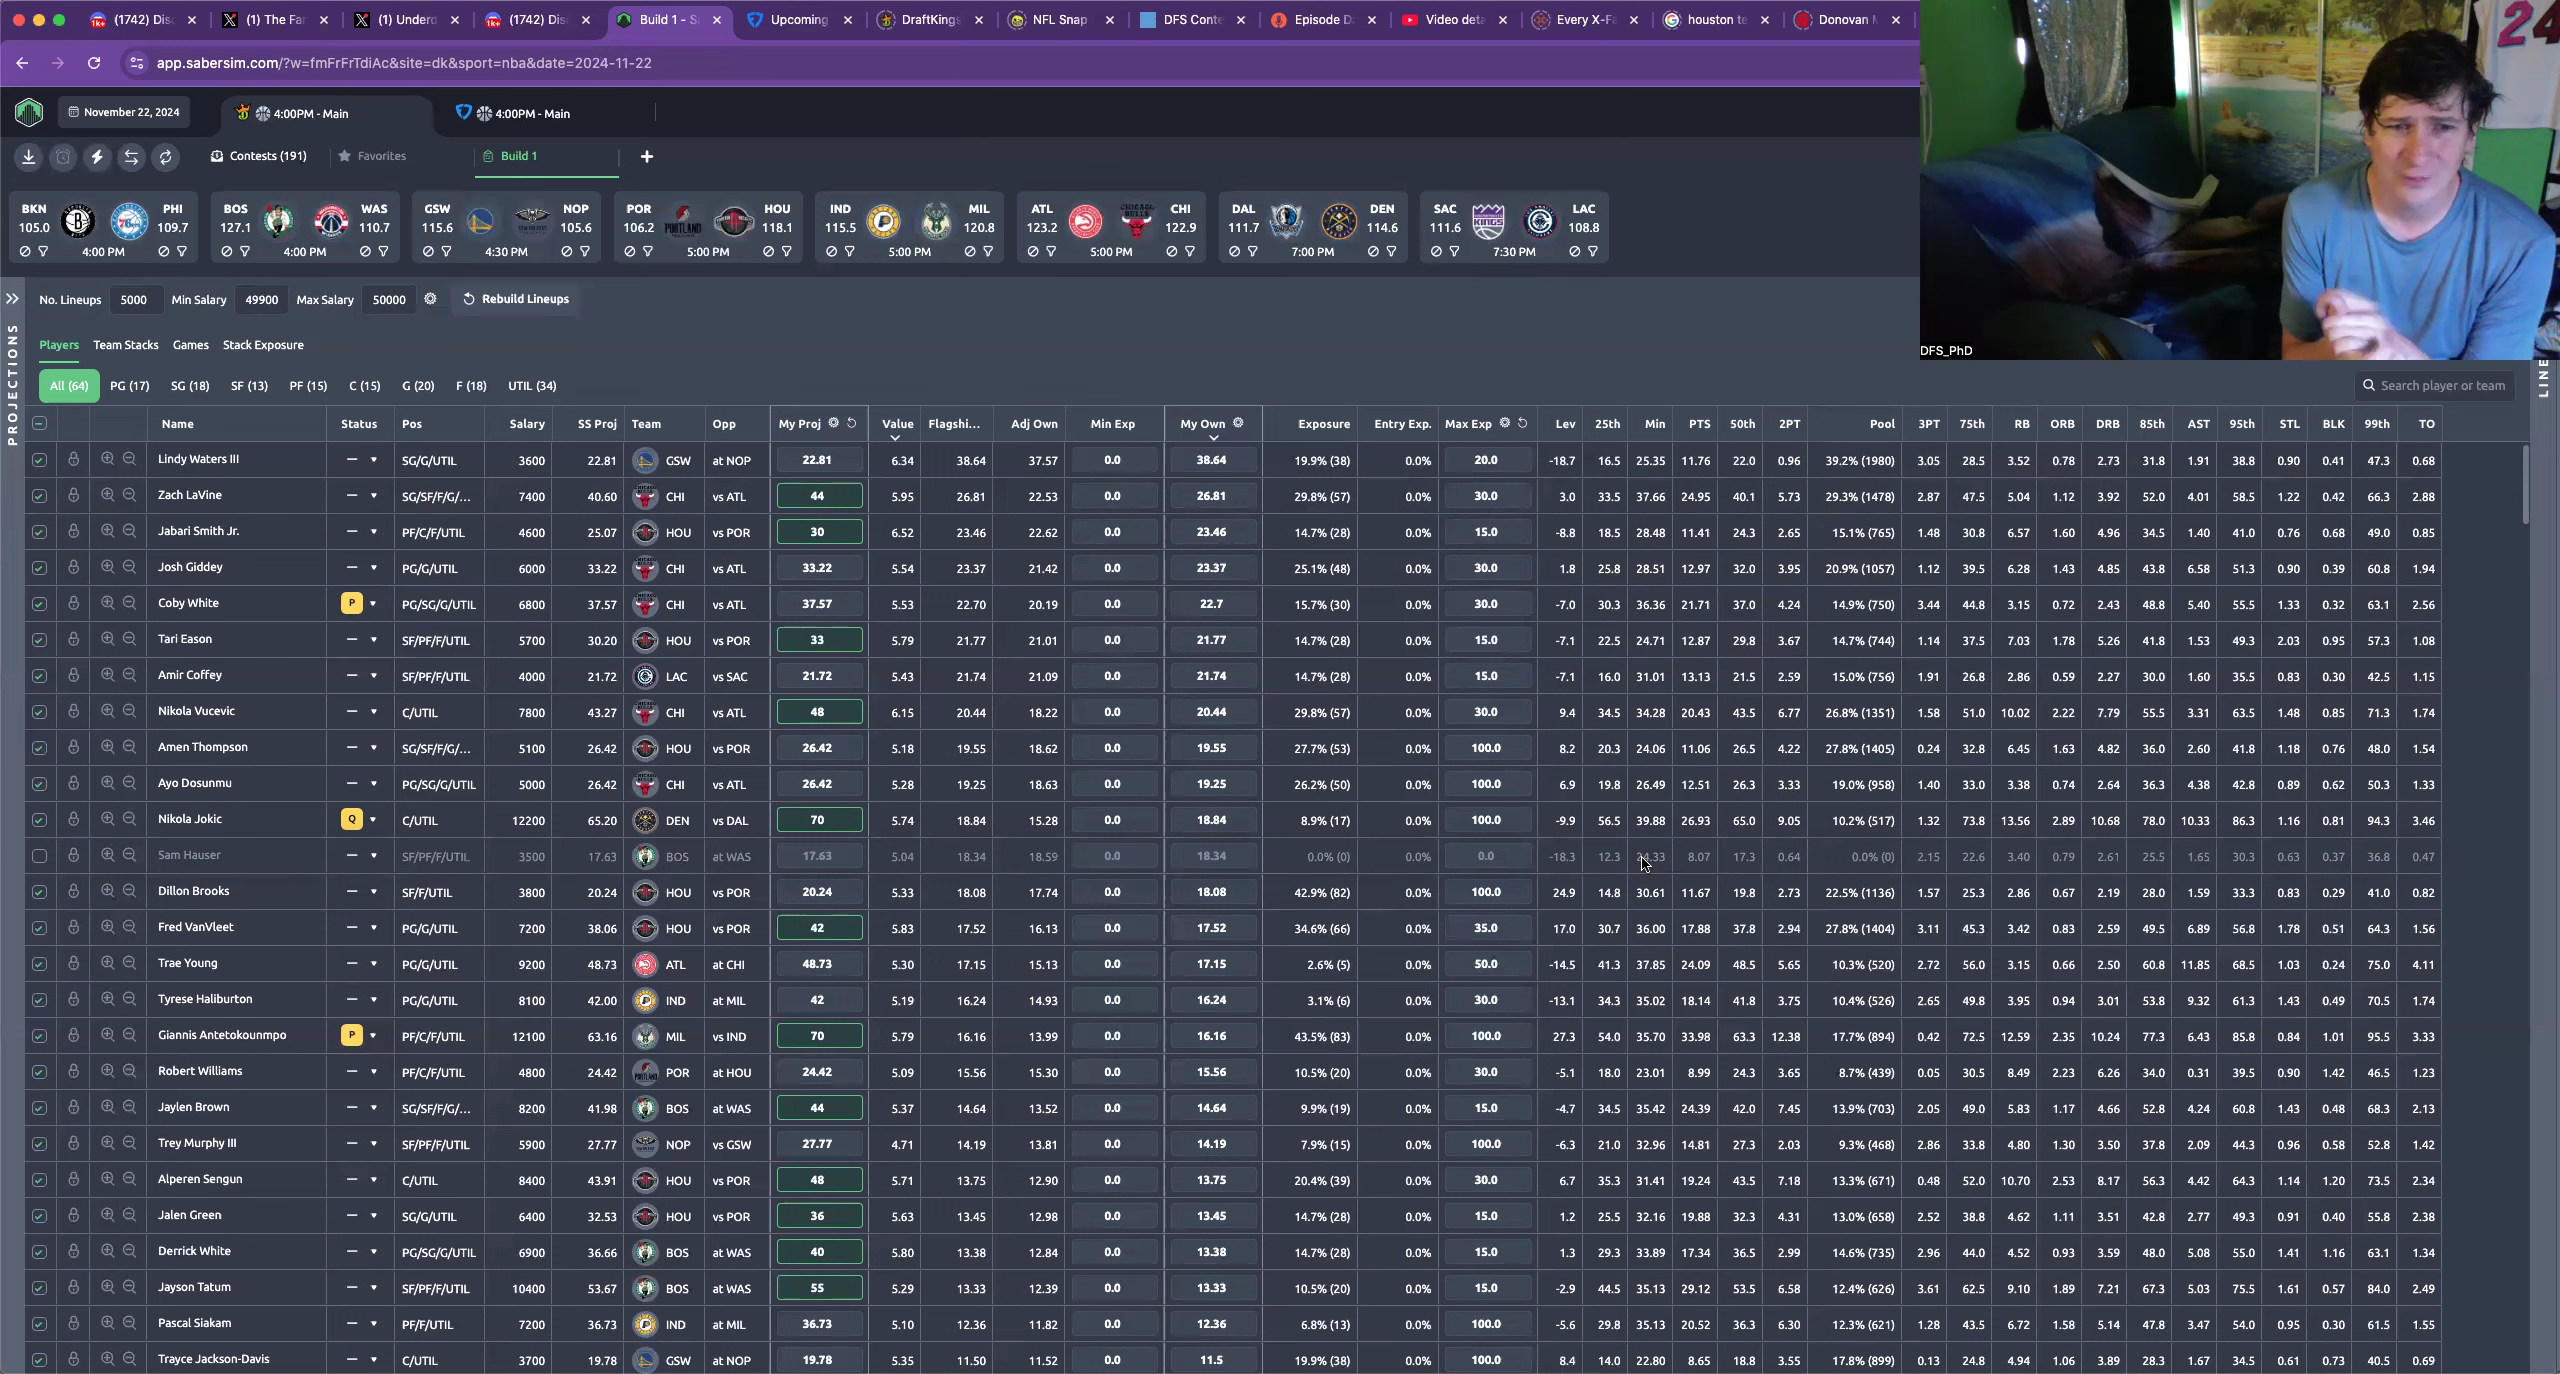 (1742) Disc
(1) The Far
(1) Underd
(1742) Dis
Build 1 - S
Upcoming
DraftKings
NFL Snap
DFS Conte
Episode D
Video deta
Every X-Fa
houston te
Donovan M
app.sabersim.com/?w=fmFrFrTdiAc&site=dk&sport=nba&date=2024-11-22
November 22, 2024
4:00PM - Main
4:00PM - Main
Contests (191)
Favorites
Build 1
BKN 105.0 PHI 109.7 4:00 PM
BOS 127.1 WAS 110.7 4:00 PM
GSW 115.6 NOP 105.6 4:30 PM
POR 106.2 HOU 118.1 5:00 PM
IND 115.5 MIL 120.8 5:00 PM
ATL 123.2 CHI 122.9 5:00 PM
DAL 111.7 DEN 114.6 7:00 PM
SAC 111.6 LAC 108.8 7:30 PM
No. Lineups 5000 Min Salary 49900 Max Salary 50000 Rebuild Lineups
PROJECTIONS
Players Team Stacks Games Stack Exposure
DFS_PhD
24
LINE
All (64) PG (17) SG (18) SF (13) PF (15) C (15) G (20) F (18) UTIL (34)
Search player or team
Name Status Pos Salary SS Proj Team Opp My Proj Value Flagshi... Adj Own Min Exp My Own Exposure Entry Exp. Max Exp Lev 25th Min PTS 50th 2PT Pool 3PT 75th RB ORB DRB 85th AST 95th STL BLK 99th TO
Lindy Waters III — SG/G/UTIL 3600 22.81 GSW at NOP 22.81 6.34 38.64 37.57 0.0 38.64 19.9% (38) 0.0% 20.0 -18.7 16.5 25.35 11.76 22.0 0.96 39.2% (1980) 3.05 28.5 3.52 0.78 2.73 31.8 1.91 38.8 0.90 0.41 47.3 0.68
Zach LaVine — SG/SF/F/G/... 7400 40.60 CHI vs ATL 44 5.95 26.81 22.53 0.0 26.81 29.8% (57) 0.0% 30.0 3.0 33.5 37.66 24.95 40.1 5.73 29.3% (1478) 2.87 47.5 5.04 1.12 3.92 52.0 4.01 58.5 1.22 0.42 66.3 2.88
Jabari Smith Jr. — PF/C/F/UTIL 4600 25.07 HOU vs POR 30 6.52 23.46 22.62 0.0 23.46 14.7% (28) 0.0% 15.0 -8.8 18.5 28.48 11.41 24.3 2.65 15.1% (765) 1.48 30.8 6.57 1.60 4.96 34.5 1.40 41.0 0.76 0.68 49.0 0.85
Josh Giddey — PG/G/UTIL 6000 33.22 CHI vs ATL 33.22 5.54 23.37 21.42 0.0 23.37 25.1% (48) 0.0% 30.0 1.8 25.8 28.51 12.97 32.0 3.95 20.9% (1057) 1.12 39.5 6.28 1.43 4.85 43.8 6.58 51.3 0.90 0.39 60.8 1.94
Coby White P PG/SG/G/UTIL 6800 37.57 CHI vs ATL 37.57 5.53 22.70 20.19 0.0 22.7 15.7% (30) 0.0% 30.0 -7.0 30.3 36.36 21.71 37.0 4.24 14.9% (750) 3.44 44.8 3.15 0.72 2.43 48.8 5.40 55.5 1.33 0.32 63.1 2.56
Tari Eason — SF/PF/F/UTIL 5700 30.20 HOU vs POR 33 5.79 21.77 21.01 0.0 21.77 14.7% (28) 0.0% 15.0 -7.1 22.5 24.71 12.87 29.8 3.67 14.7% (744) 1.14 37.5 7.03 1.78 5.26 41.8 1.53 49.3 2.03 0.95 57.3 1.08
Amir Coffey — SF/PF/F/UTIL 4000 21.72 LAC vs SAC 21.72 5.43 21.74 21.09 0.0 21.74 14.7% (28) 0.0% 15.0 -7.1 16.0 31.01 13.13 21.5 2.59 15.0% (756) 1.91 26.8 2.86 0.59 2.27 30.0 1.60 35.5 0.83 0.30 42.5 1.15
Nikola Vucevic — C/UTIL 7800 43.27 CHI vs ATL 48 6.15 20.44 18.22 0.0 20.44 29.8% (57) 0.0% 30.0 9.4 34.5 34.28 20.43 43.5 6.77 26.8% (1351) 1.58 51.0 10.02 2.22 7.79 55.5 3.31 63.5 1.48 0.85 71.3 1.74
Amen Thompson — SG/SF/F/G/... 5100 26.42 HOU vs POR 26.42 5.18 19.55 18.62 0.0 19.55 27.7% (53) 0.0% 100.0 8.2 20.3 24.06 11.06 26.5 4.22 27.8% (1405) 0.24 32.8 6.45 1.63 4.82 36.0 2.60 41.8 1.18 0.76 48.0 1.54
Ayo Dosunmu — PG/SG/G/UTIL 5000 26.42 CHI vs ATL 26.42 5.28 19.25 18.63 0.0 19.25 26.2% (50) 0.0% 100.0 6.9 19.8 26.49 12.51 26.3 3.33 19.0% (958) 1.40 33.0 3.38 0.74 2.64 36.3 4.38 42.8 0.89 0.62 50.3 1.33
Nikola Jokic Q C/UTIL 12200 65.20 DEN vs DAL 70 5.74 18.84 15.28 0.0 18.84 8.9% (17) 0.0% 100.0 -9.9 56.5 39.88 26.93 65.0 9.05 10.2% (517) 1.32 73.8 13.56 2.89 10.68 78.0 10.33 86.3 1.16 0.81 94.3 3.46
Sam Hauser — SF/PF/F/UTIL 3500 17.63 BOS at WAS 17.63 5.04 18.34 18.59 0.0 18.34 0.0% (0) 0.0% 0.0 -18.3 12.3 8.07 17.3 0.64 0.0% (0) 2.15 22.6 3.40 0.79 2.61 25.5 1.65 30.3 0.63 0.37 36.8 0.47
Dillon Brooks — SF/F/UTIL 3800 20.24 HOU vs POR 20.24 5.33 18.08 17.74 0.0 18.08 42.9% (82) 0.0% 100.0 24.9 14.8 30.61 11.67 19.8 2.73 22.5% (1136) 1.57 25.3 2.86 0.67 2.19 28.0 1.59 33.3 0.83 0.29 41.0 0.82
Fred VanVleet — PG/G/UTIL 7200 38.06 HOU vs POR 42 5.83 17.52 16.13 0.0 17.52 34.6% (66) 0.0% 35.0 17.0 30.7 36.00 17.88 37.8 2.94 27.8% (1404) 3.11 45.3 3.42 0.83 2.59 49.5 6.89 56.8 1.78 0.51 64.3 1.56
Trae Young — PG/G/UTIL 9200 48.73 ATL at CHI 48.73 5.30 17.15 15.13 0.0 17.15 2.6% (5) 0.0% 50.0 -14.5 41.3 37.85 24.09 48.5 5.65 10.3% (520) 2.72 56.0 3.15 0.66 2.50 60.8 11.85 68.5 1.03 0.24 75.0 4.11
Tyrese Haliburton — PG/G/UTIL 8100 42.00 IND at MIL 42 5.19 16.24 14.93 0.0 16.24 3.1% (6) 0.0% 30.0 -13.1 34.3 35.02 18.14 41.8 3.75 10.4% (526) 2.65 49.8 3.95 0.94 3.01 53.8 9.32 61.3 1.43 0.49 70.5 1.74
Giannis Antetokounmpo P PF/C/F/UTIL 12100 63.16 MIL vs IND 70 5.79 16.16 13.99 0.0 16.16 43.5% (83) 0.0% 100.0 27.3 54.0 35.70 33.98 63.3 12.38 17.7% (894) 0.42 72.5 12.59 2.35 10.24 77.3 6.43 85.8 0.84 1.01 95.5 3.33
Robert Williams — PF/C/F/UTIL 4800 24.42 POR at HOU 24.42 5.09 15.56 15.30 0.0 15.56 10.5% (20) 0.0% 30.0 -5.1 18.0 23.01 8.99 24.3 3.65 8.7% (439) 0.05 30.5 8.49 2.23 6.26 34.0 0.31 39.5 0.90 1.42 46.5 1.23
Jaylen Brown — SG/SF/F/G/... 8200 41.98 BOS at WAS 44 5.37 14.64 13.52 0.0 14.64 9.9% (19) 0.0% 15.0 -4.7 34.5 35.42 24.39 42.0 7.45 13.9% (703) 2.05 49.0 5.83 1.17 4.66 52.8 4.24 60.8 1.43 0.48 68.3 2.13
Trey Murphy III — SF/PF/F/UTIL 5900 27.77 NOP vs GSW 27.77 4.71 14.19 13.81 0.0 14.19 7.9% (15) 0.0% 100.0 -6.3 21.0 32.96 14.81 27.3 2.03 9.3% (468) 2.86 33.8 4.80 1.30 3.50 37.8 2.09 44.3 0.96 0.58 52.8 1.42
Alperen Sengun — C/UTIL 8400 43.91 HOU vs POR 48 5.71 13.75 12.90 0.0 13.75 20.4% (39) 0.0% 30.0 6.7 35.3 31.41 19.24 43.5 7.18 13.3% (671) 0.48 52.0 10.70 2.53 8.17 56.3 4.42 64.3 1.14 1.20 73.5 2.34
Jalen Green — SG/G/UTIL 6400 32.53 HOU vs POR 36 5.63 13.45 12.98 0.0 13.45 14.7% (28) 0.0% 15.0 1.2 25.5 32.16 19.88 32.3 4.31 13.0% (658) 2.52 38.8 4.62 1.11 3.51 42.8 2.77 49.3 0.91 0.40 55.8 2.38
Derrick White — PG/SG/G/UTIL 6900 36.66 BOS at WAS 40 5.80 13.38 12.84 0.0 13.38 14.7% (28) 0.0% 15.0 1.3 29.3 33.89 17.34 36.5 2.99 14.6% (735) 2.96 44.0 4.52 0.93 3.59 48.0 5.08 55.0 1.41 1.16 63.1 1.34
Jayson Tatum — SF/PF/F/UTIL 10400 53.67 BOS at WAS 55 5.29 13.33 12.39 0.0 13.33 10.5% (20) 0.0% 15.0 -2.9 44.5 35.13 29.12 53.5 6.58 12.4% (626) 3.61 62.5 9.10 1.89 7.21 67.3 5.03 75.5 1.61 0.57 84.0 2.49
Pascal Siakam — PF/F/UTIL 7200 36.73 IND at MIL 36.73 5.10 12.36 11.82 0.0 12.36 6.8% (13) 0.0% 100.0 -5.6 29.8 35.13 20.52 36.3 6.30 12.3% (621) 1.28 43.5 6.72 1.58 5.14 47.8 3.47 54.0 0.95 0.30 61.5 1.55
Trayce Jackson-Davis — C/UTIL 3700 19.78 GSW at NOP 19.78 5.35 11.50 11.52 0.0 11.5 19.9% (38) 0.0% 100.0 8.4 14.0 22.80 8.65 18.8 3.55 17.8% (899) 0.13 24.8 4.94 1.06 3.89 28.3 1.67 34.5 0.61 0.73 40.5 0.69